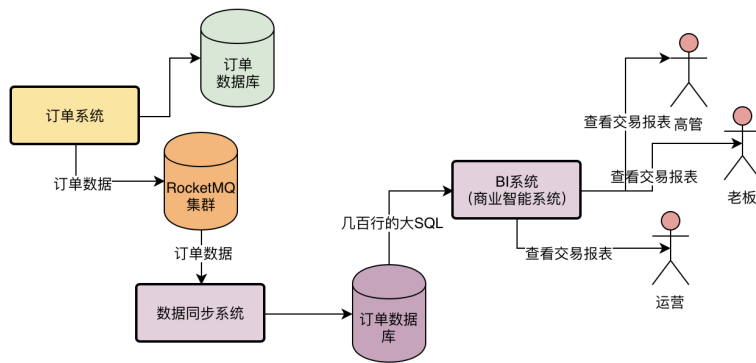 订单
数据库
订单系统
订单数据
RocketMQ
集群
订单数据
数据同步系统
订单数据
库
几百行的大SQL
BI系统
（商业智能系统）
查看交易报表
高管
查看交易报表
老板
查看交易报表
运营